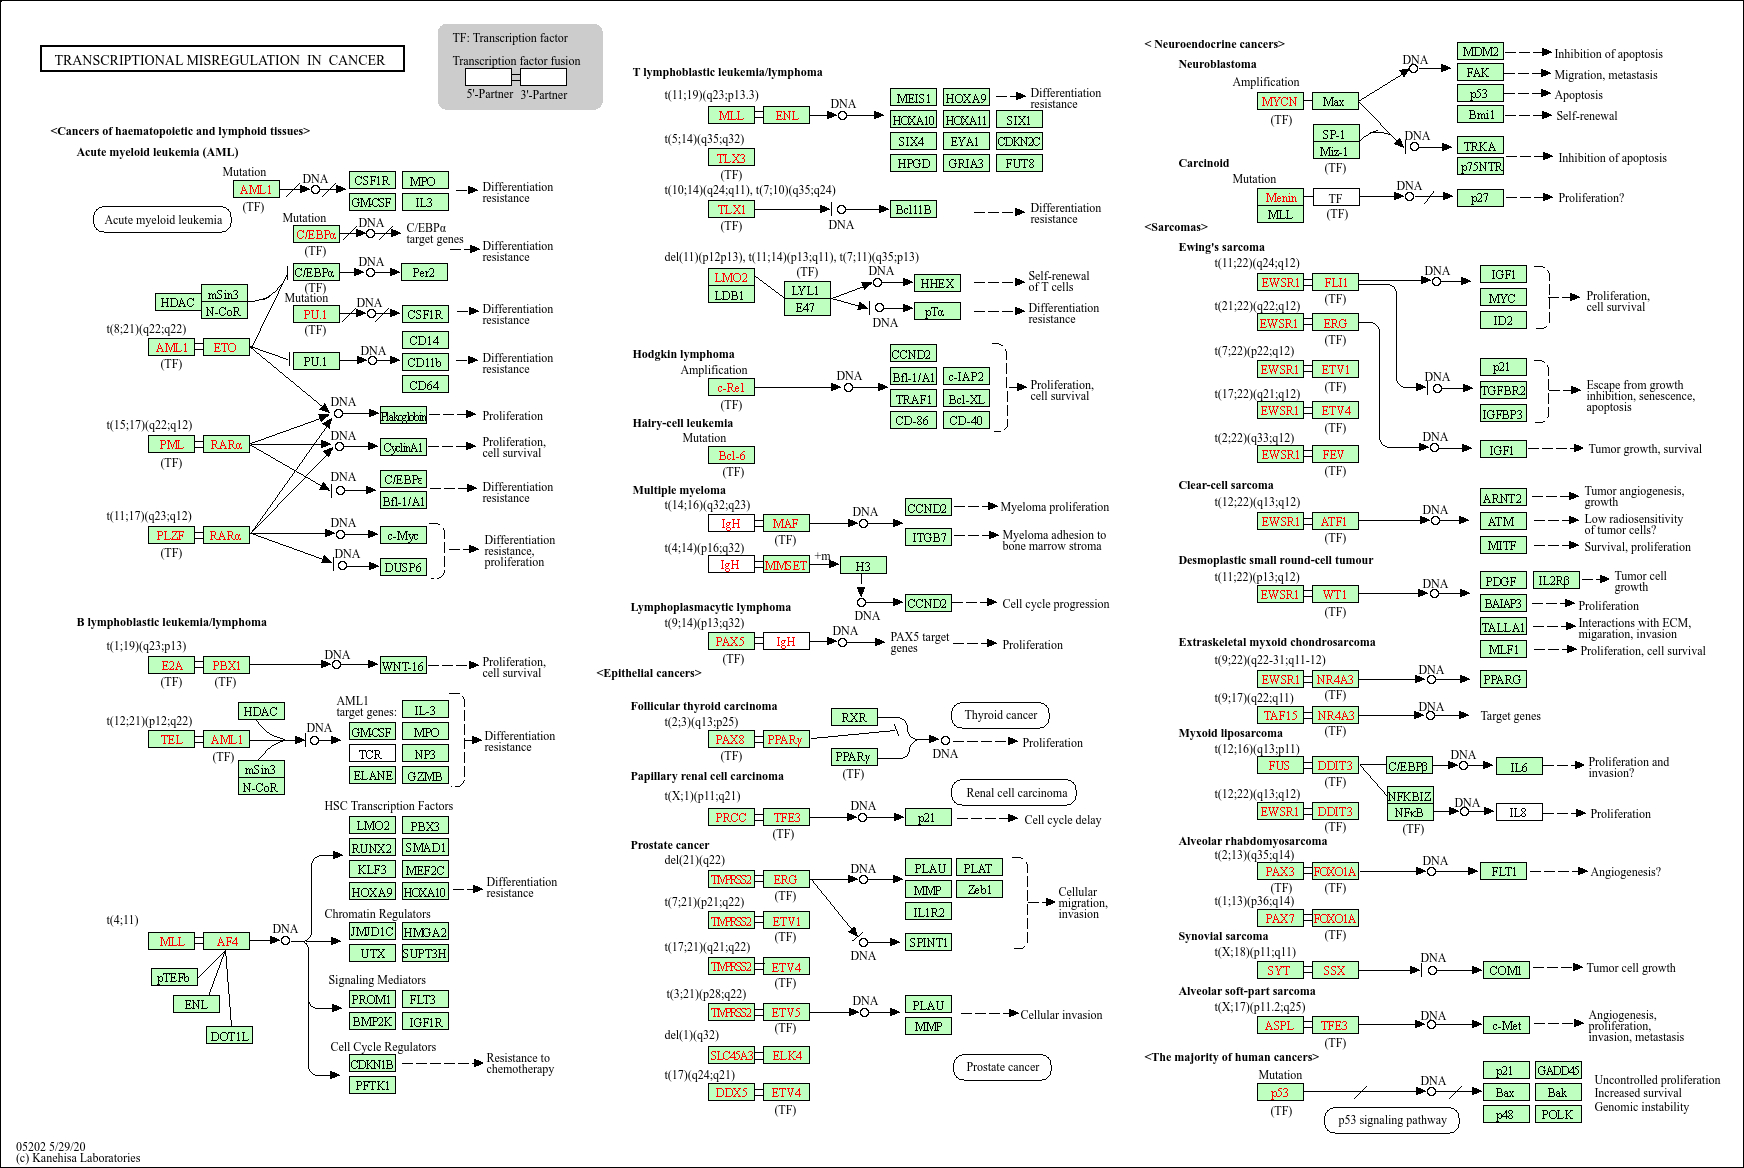 TRANSCRIPTIONAL MISREGULATION IN CANCER
TF: Transcription factor
Transcription factor fusion
5'-Partner 3'-Partner
<Cancers of haematopoietic and lymphoid tissues>
Acute myeloid leukemia (AML)
Mutation
AML1
(TF)
DNA
CSF1R MPO
GMCSF IL3
Differentiation
resistance
Acute myeloid leukemia
Mutation
C/EBPα
(TF)
DNA
C/EBPα
target genes
Differentiation
resistance
HDAC
mSin3
N-CoR
C/EBPα
(TF)
DNA
Per2
Mutation
PU.1
(TF)
DNA
CSF1R
Differentiation
resistance
t(8;21)(q22;q22)
AML1 ETO
(TF)
PU.1
DNA
CD14
CD11b
CD64
Differentiation
resistance
DNA
Plakoglobin
Proliferation
t(15;17)(q22;q12)
PML RARα
(TF)
DNA
CyclinA1
Proliferation,
cell survival
DNA
C/EBPε
Bfl-1/A1
Differentiation
resistance
t(11;17)(q23;q12)
PLZF RARα
(TF)
DNA
c-Myc
DNA
DUSP6
Differentiation
resistance,
proliferation
B lymphoblastic leukemia/lymphoma
t(1;19)(q23;p13)
E2A PBX1
(TF) (TF)
DNA
WNT-16
Proliferation,
cell survival
t(12;21)(p12;q22)
TEL AML1
(TF)
HDAC
mSin3
N-CoR
DNA
AML1
target genes:
IL-3
GMCSF MPO
TCR NP3
ELANE GZMB
Differentiation
resistance
t(4;11)
MLL AF4
pTEFb
ENL
DOT1L
DNA
HSC Transcription Factors
LMO2 PBX3
RUNX2 SMAD1
KLF3 MEF2C
HOXA9 HOXA10
Differentiation
resistance
Chromatin Regulators
JMJD1C HMGA2
UTX SUPT3H
Signaling Mediators
PROM1 FLT3
BMP2K IGF1R
Cell Cycle Regulators
CDKN1B
PFTK1
Resistance to
chemotherapy
05202 5/29/20
(c) Kanehisa Laboratories
T lymphoblastic leukemia/lymphoma
t(11;19)(q23;p13.3)
MLL ENL
DNA
MEIS1 HOXA9
HOXA10 HOXA11 SIX1
SIX4 EYA1 CDKN2C
HPGD GRIA3 FUT8
Differentiation
resistance
t(5;14)(q35;q32)
TLX3
(TF)
t(10;14)(q24;q11), t(7;10)(q35;q24)
TLX1
(TF)
DNA
Bcl11B
Differentiation
resistance
del(11)(p12p13), t(11;14)(p13;q11), t(7;11)(q35;p13)
LMO2
LDB1
(TF)
LYL1
E47
DNA
HHEX
Self-renewal
of T cells
DNA
pTα
Differentiation
resistance
Hodgkin lymphoma
Amplification
c-Rel
(TF)
DNA
CCND2
Bfl-1/A1 c-IAP2
TRAF1 Bcl-XL
CD-86 CD-40
Proliferation,
cell survival
Hairy-cell leukemia
Mutation
Bcl-6
(TF)
Multiple myeloma
t(14;16)(q32;q23)
IgH MAF
(TF)
DNA
CCND2
Myeloma proliferation
ITGB7
Myeloma adhesion to
bone marrow stroma
t(4;14)(p16;q32)
IgH MMSET
+m
H3
DNA
CCND2
Cell cycle progression
Lymphoplasmacytic lymphoma
t(9;14)(p13;q32)
PAX5 IgH
(TF)
DNA
PAX5 target
genes
Proliferation
<Epithelial cancers>
Follicular thyroid carcinoma
t(2;3)(q13;p25)
PAX8 PPARγ
(TF) (TF)
RXR
PPARγ
(TF)
DNA
Thyroid cancer
Proliferation
Papillary renal cell carcinoma
t(X;1)(p11;q21)
PRCC TFE3
(TF)
DNA
p21
Renal cell carcinoma
Cell cycle delay
Prostate cancer
del(21)(q22)
TMPRSS2 ERG
(TF)
DNA
PLAU PLAT
MMP Zeb1
IL1R2
DNA
SPINT1
Cellular
migration,
invasion
t(7;21)(p21;q22)
TMPRSS2 ETV1
(TF)
t(17;21)(q21;q22)
TMPRSS2 ETV4
(TF)
t(3;21)(p28;q22)
TMPRSS2 ETV5
(TF)
DNA
PLAU
MMP
Cellular invasion
del(1)(q32)
SLC45A3 ELK4
t(17)(q24;q21)
DDX5 ETV4
(TF)
Prostate cancer
< Neuroendocrine cancers>
Neuroblastoma
Amplification
MYCN Max
(TF)
SP-1
Miz-1
(TF)
DNA
MDM2
Inhibition of apoptosis
FAK
Migration, metastasis
p53
Apoptosis
Bmi1
Self-renewal
DNA
TRKA
p75NTR
Inhibition of apoptosis
Carcinoid
Mutation
Menin
MLL
TF
(TF)
DNA
p27
Proliferation?
<Sarcomas>
Ewing's sarcoma
t(11;22)(q24;q12)
EWSR1 FLI1
(TF)
DNA
IGF1
MYC
ID2
Proliferation,
cell survival
t(21;22)(q22;q12)
EWSR1 ERG
(TF)
t(7;22)(p22;q12)
EWSR1 ETV1
(TF)
DNA
p21
TGFBR2
IGFBP3
Escape from growth
inhibition, senescence,
apoptosis
t(17;22)(q21;q12)
EWSR1 ETV4
(TF)
t(2;22)(q33;q12)
EWSR1 FEV
(TF)
DNA
IGF1
Tumor growth, survival
Clear-cell sarcoma
t(12;22)(q13;q12)
EWSR1 ATF1
(TF)
DNA
ARNT2
Tumor angiogenesis,
growth
ATM
Low radiosensitivity
of tumor cells?
MITF
Survival, proliferation
Desmoplastic small round-cell tumour
t(11;22)(p13;q12)
EWSR1 WT1
(TF)
DNA
PDGF IL2Rβ
Tumor cell
growth
BAIAP3
Proliferation
TALLA1
Interactions with ECM,
migaration, invasion
MLF1
Proliferation, cell survival
Extraskeletal myxoid chondrosarcoma
t(9;22)(q22-31;q11-12)
EWSR1 NR4A3
(TF)
DNA
PPARG
t(9;17)(q22;q11)
TAF15 NR4A3
(TF)
DNA
Target genes
Myxoid liposarcoma
t(12;16)(q13;p11)
FUS DDIT3
(TF)
C/EBPβ
DNA
IL6
Proliferation and
invasion?
t(12;22)(q13;q12)
EWSR1 DDIT3
(TF)
NFKBIZ
NFκB
(TF)
DNA
IL8
Proliferation
Alveolar rhabdomyosarcoma
t(2;13)(q35;q14)
PAX3 FOXO1A
(TF) (TF)
DNA
FLT1
Angiogenesis?
t(1;13)(p36;q14)
PAX7 FOXO1A
(TF) (TF)
Synovial sarcoma
t(X;18)(p11;q11)
SYT SSX
(TF)
DNA
COM1
Tumor cell growth
Alveolar soft-part sarcoma
t(X;17)(p11.2;q25)
ASPL TFE3
(TF)
DNA
c-Met
Angiogenesis,
proliferation,
invasion, metastasis
<The majority of human cancers>
Mutation
p53
(TF)
DNA
p21 GADD45
Bax Bak
p48 POLK
Uncontrolled proliferation
Increased survival
Genomic instability
p53 signaling pathway